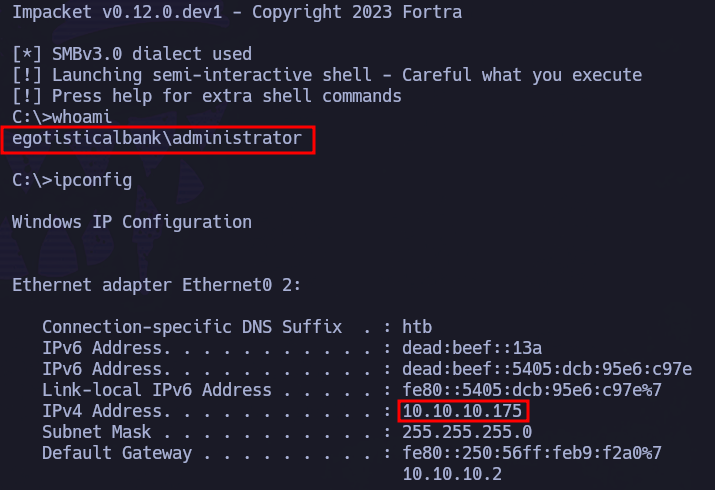 Impacket v0.12.0.dev1 - Copyright 2023 Fortra
[*] SMBv3.0 dialect used
[!] Launching semi-interactive shell - Careful what you execute
[!] Press help for extra shell commands
C:\>whoami
egotisticalbank\administrator
C:\>ipconfig
Windows IP Configuration
Ethernet adapter Ethernet0 2:
Connection-specific DNS Suffix  . : htb
IPv6 Address. . . . . . . . . . . : dead:beef::13a
IPv6 Address. . . . . . . . . . . : dead:beef::5405:dcb:95e6:c97e
Link-local IPv6 Address . . . . . : fe80::5405:dcb:95e6:c97e%7
IPv4 Address. . . . . . . . . . . : 10.10.10.175
Subnet Mask . . . . . . . . . . . : 255.255.255.0
Default Gateway . . . . . . . . . : fe80::250:56ff:feb9:f2a0%7
10.10.10.2